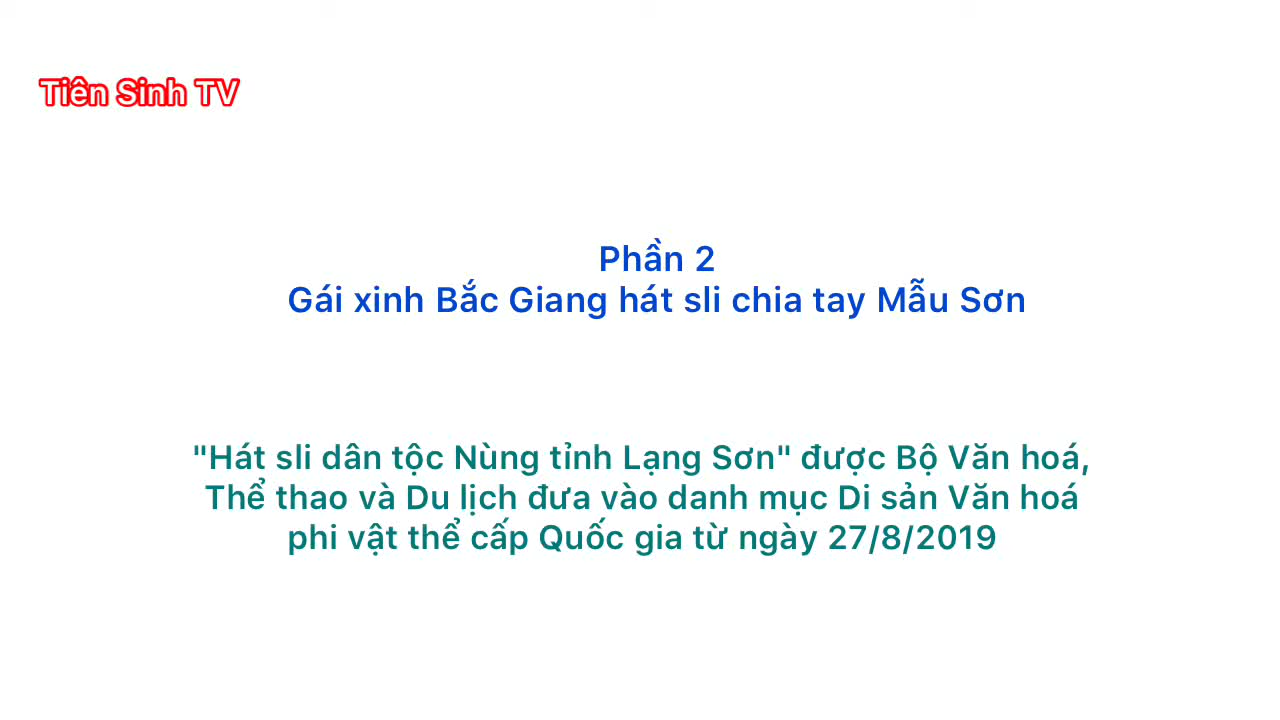 Tiên Sinh TV
Phần 2
Gái xinh Bắc Giang hát sli chia tay Mẫu Sơn
"Hát sli dân tộc Nùng tỉnh Lạng Sơn" được Bộ Văn hoá,
Thể thao và Du lịch đưa vào danh mục Di sản Văn hoá
phi vật thể cấp Quốc gia từ ngày 27/8/2019